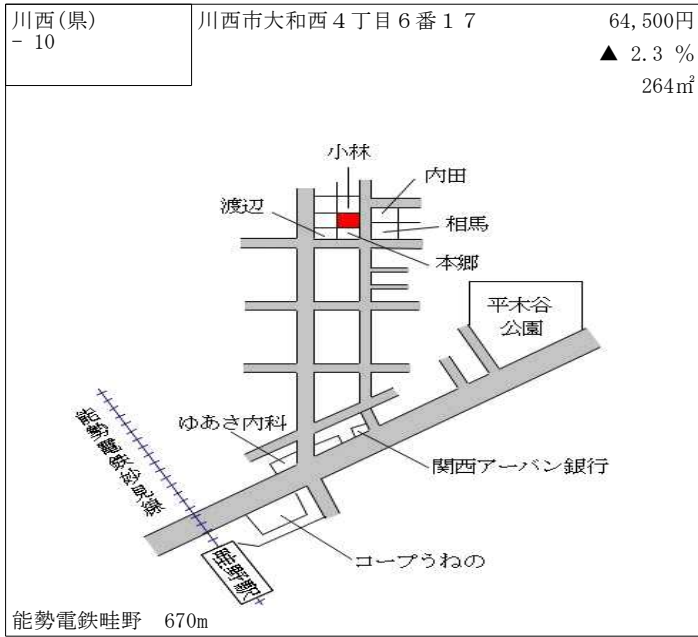 川西(県)
- 10
川西市大和西４丁目６番１７
64,500円
▲ 2.3 %
264㎡
小林
内田
渡辺
相馬
本郷
平木谷
公園
能勢電鉄妙見線
ゆあさ内科
関西アーバン銀行
コープうねの
畦野駅
能勢電鉄畦野　670m